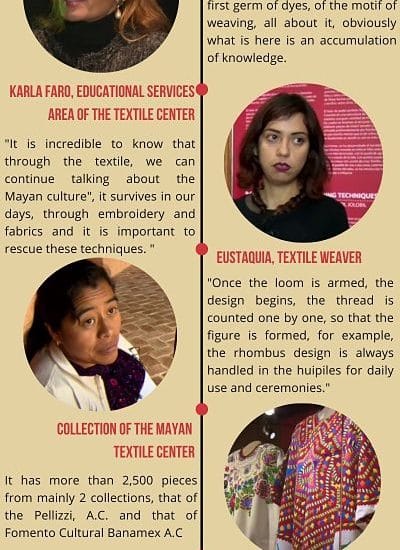 first germ of dyes, of the motif of
weaving, all about it, obviously
what is here is an accumulation
of knowledge.
KARLA FARO, EDUCATIONAL SERVICES
AREA OF THE TEXTILE CENTER
"It is incredible to know that
through the textile, we can
continue talking about the
Mayan culture", it survives in our
days, through embroidery and
fabrics and it is important to
rescue these techniques. "
EUSTAQUIA, TEXTILE WEAVER
"Once the loom is armed, the
design begins, the thread is
counted one by one, so that the
figure is formed, for example,
the rhombus design is always
handled in the huipiles for daily
use and ceremonies."
COLLECTION OF THE MAYAN
TEXTILE CENTER
It has more than 2,500 pieces
from mainly 2 collections, that of
the Pellizzi, A.C. and that of
Fomento Cultural Banamex A.C